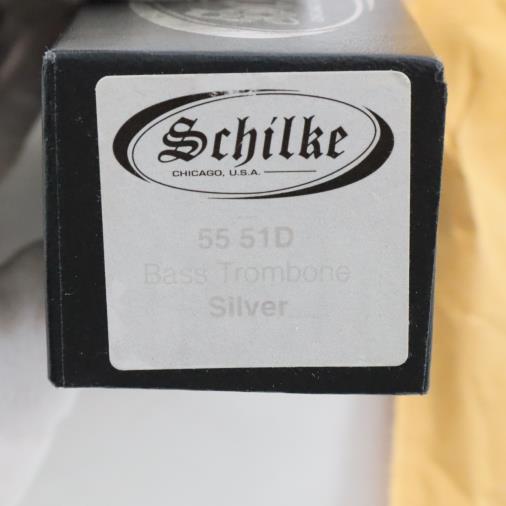 Schilke
CHICAGO, U.S.A.
55 51D
Bass Trombone
Silver